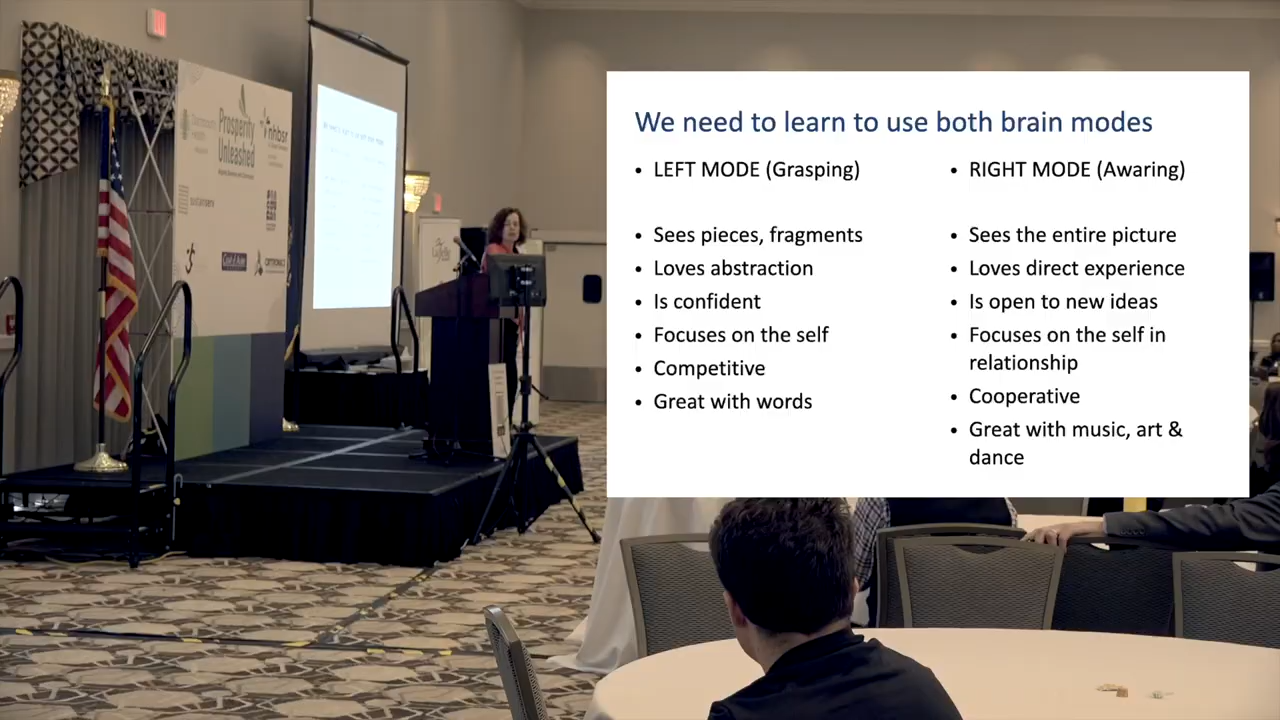 Prosperity
Unleashed
nhbsr
We need to learn to use both brain modes
• LEFT MODE (Grasping)
• Sees pieces, fragments
• Loves abstraction
• Is confident
• Focuses on the self
• Competitive
• Great with words
• RIGHT MODE (Awaring)
• Sees the entire picture
• Loves direct experience
• Is open to new ideas
• Focuses on the self in
relationship
• Cooperative
• Great with music, art &
dance